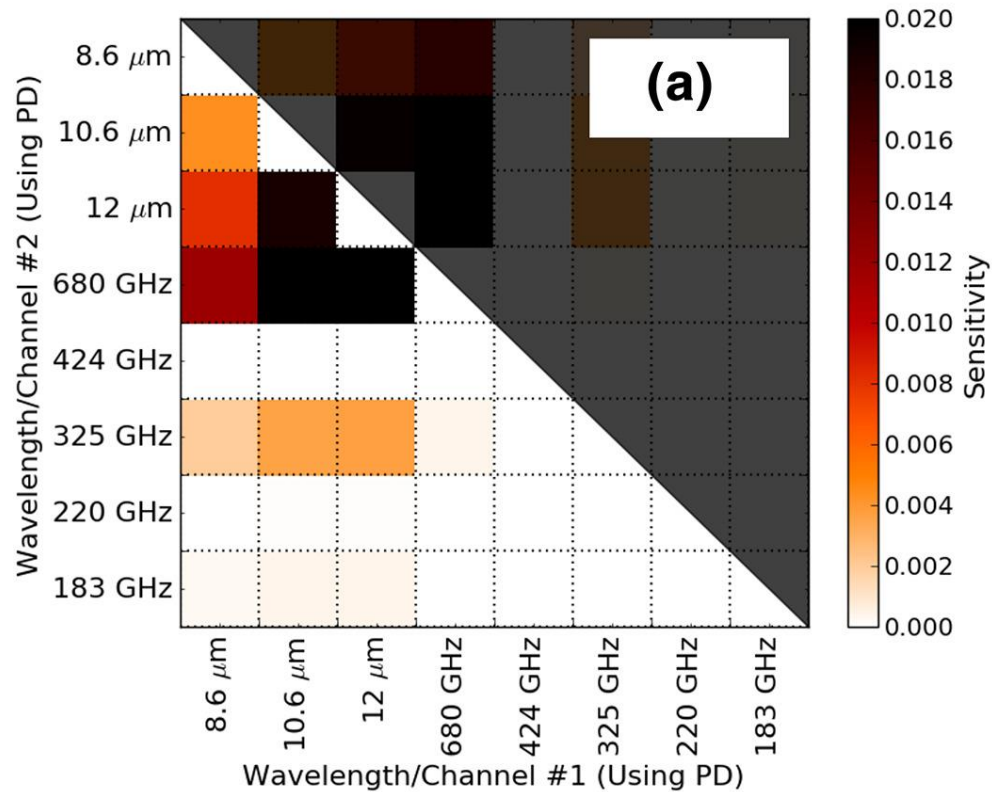 (a)
8.6 μm
10.6 μm
12 μm
680 GHz
424 GHz
325 GHz
220 GHz
183 GHz
Wavelength/Channel #2 (Using PD)
8.6 μm
10.6 μm
12 μm
680 GHz
424 GHz
325 GHz
220 GHz
183 GHz
Wavelength/Channel #1 (Using PD)
0.020
0.018
0.016
0.014
0.012
0.010
0.008
0.006
0.004
0.002
0.000
Sensitivity